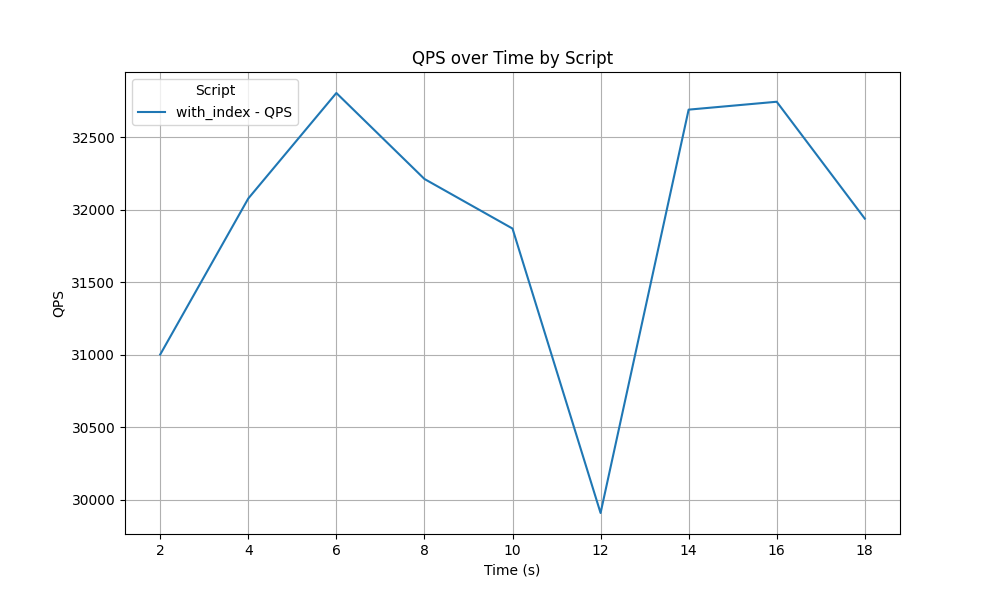 QPS over Time by Script
Script
with_index - QPS
QPS
32500
32000
31500
31000
30500
30000
2 4 6 8 10 12 14 16 18
Time (s)